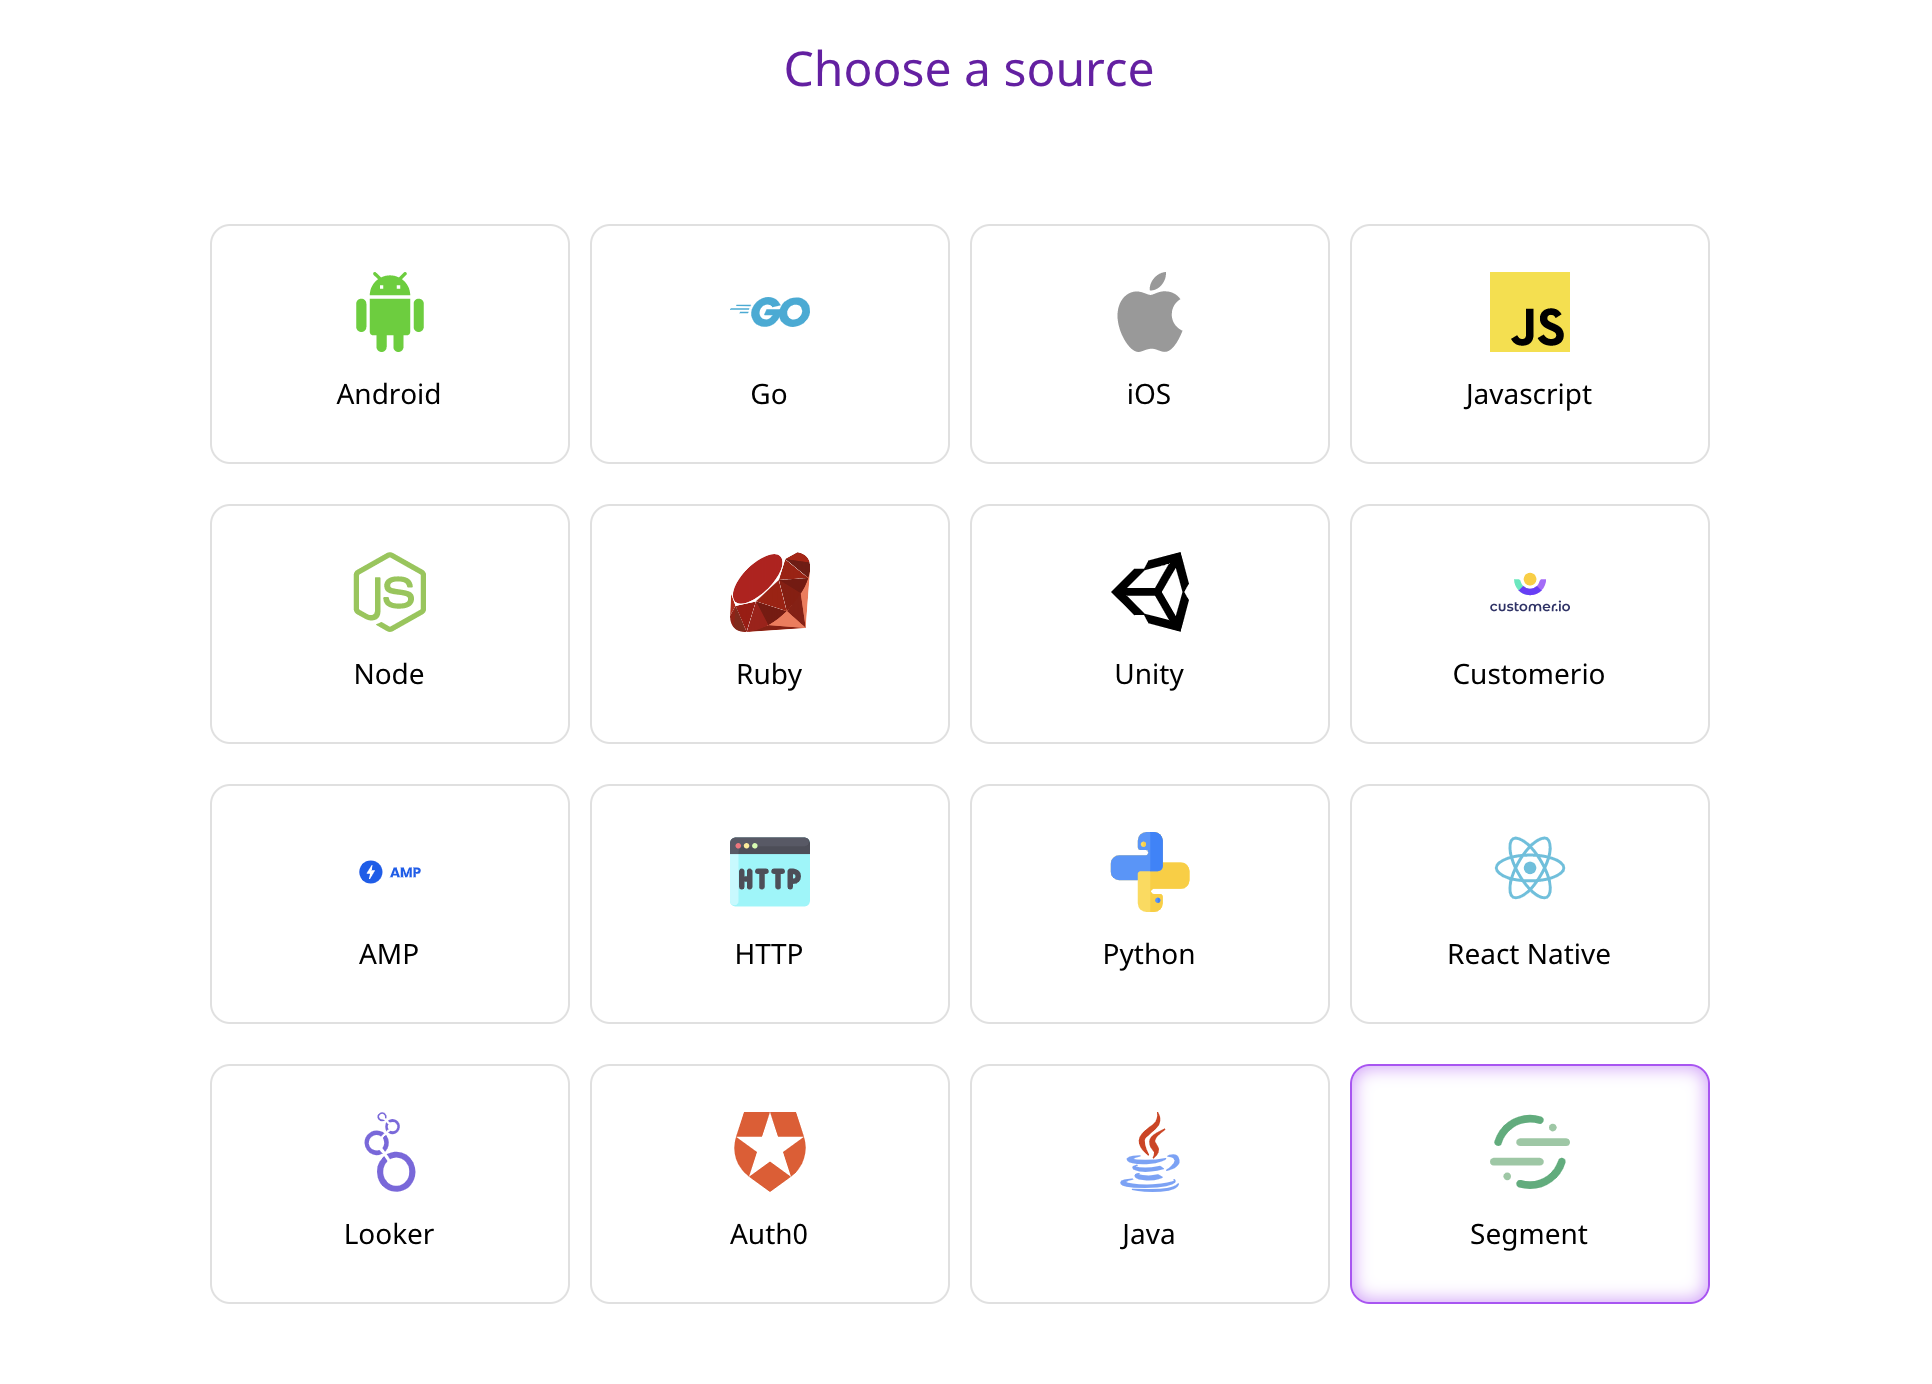 Choose a source
GO
JS
Android
Go
iOS
Javascript
JS
customer.io
Node
Ruby
Unity
Customerio
AMP
HTTP
AMP
HTTP
Python
React Native
Looker
Auth0
Java
Segment